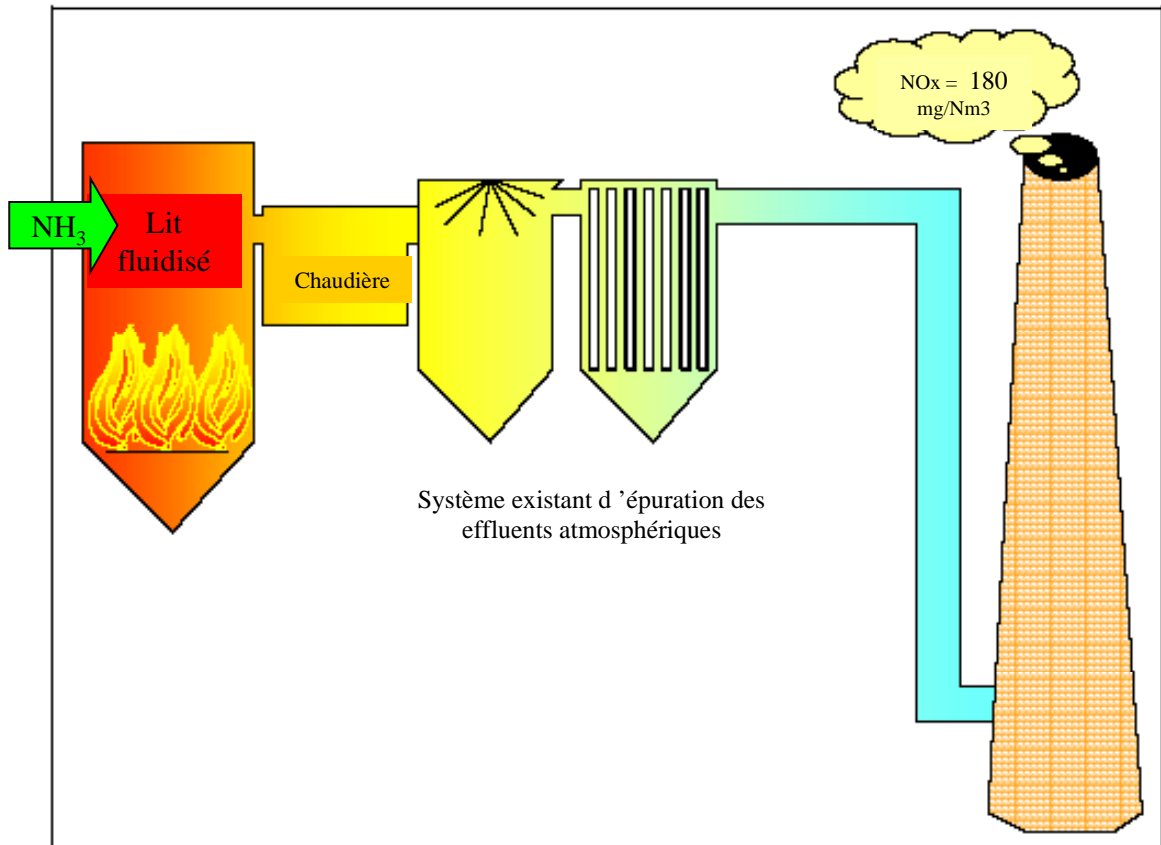 NOx = 180
mg/Nm3
NH3
Lit
fluidisé
Chaudière
Système existant d ’épuration des
effluents atmosphériques